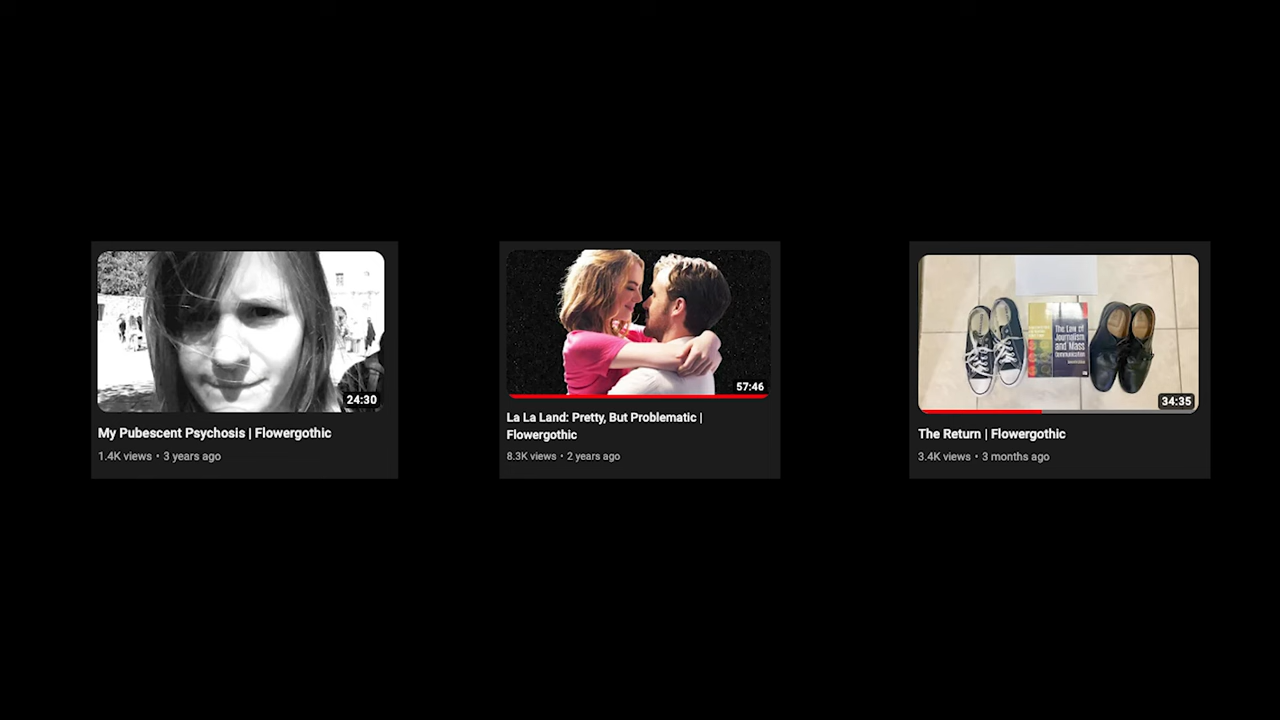 24:30
My Pubescent Psychosis | Flowergothic
1.4K views • 3 years ago
57:46
La La Land: Pretty, But Problematic |
Flowergothic
8.3K views • 2 years ago
The Law of
Journalism
and Mass
Communication
34:35
The Return | Flowergothic
3.4K views • 3 months ago